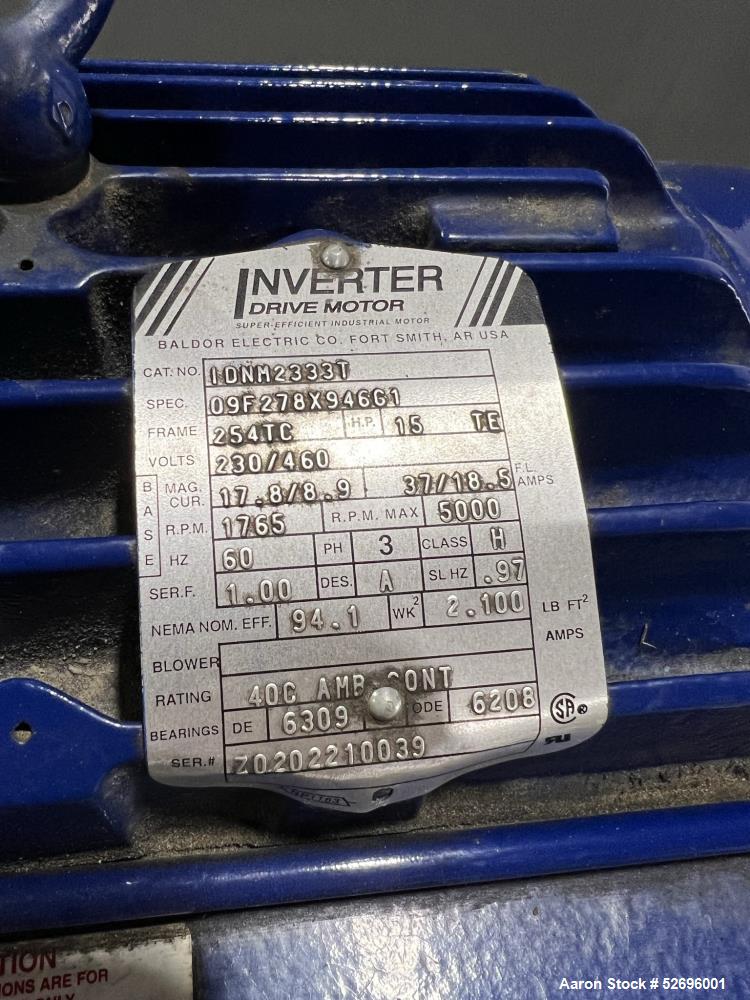 INVERTER
DRIVE MOTOR
SUPER-EFFICIENT INDUSTRIAL MOTOR
BALDOR ELECTRIC CO. FORT SMITH, AR USA
CAT. NO. IDNM2333T
SPEC. 09F278X946G1
FRAME 254TC H.P. 15 TE
VOLTS 230/460
BASE
MAG. CUR. 17.8/8.9 37/18.5 F.L. AMPS
R.P.M. 1765 R.P.M. MAX 5000
HZ 60 PH 3 CLASS H
SER.F. 1.00 DES. A SL HZ .97
NEMA NOM. EFF. 94.1 WK2 2.100 LB FT2
BLOWER AMPS
RATING 40C AMB-CONT
BEARINGS DE 6309 ODE 6208
SER.# Z0202210039
TION
ONS ARE FOR
Aaron Stock # 52696001